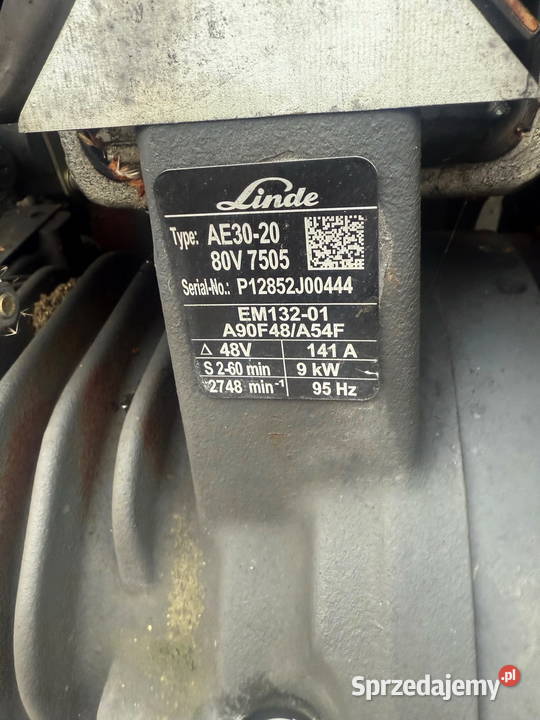 Linde
Type: AE30-20
80V 7505
Serial-No.: P12852J00444
EM132-01
A90F48/A54F
Δ 48V 141 A
S 2-60 min 9 kW
2748 min⁻¹ 95 Hz
Sprzedajemy.pl